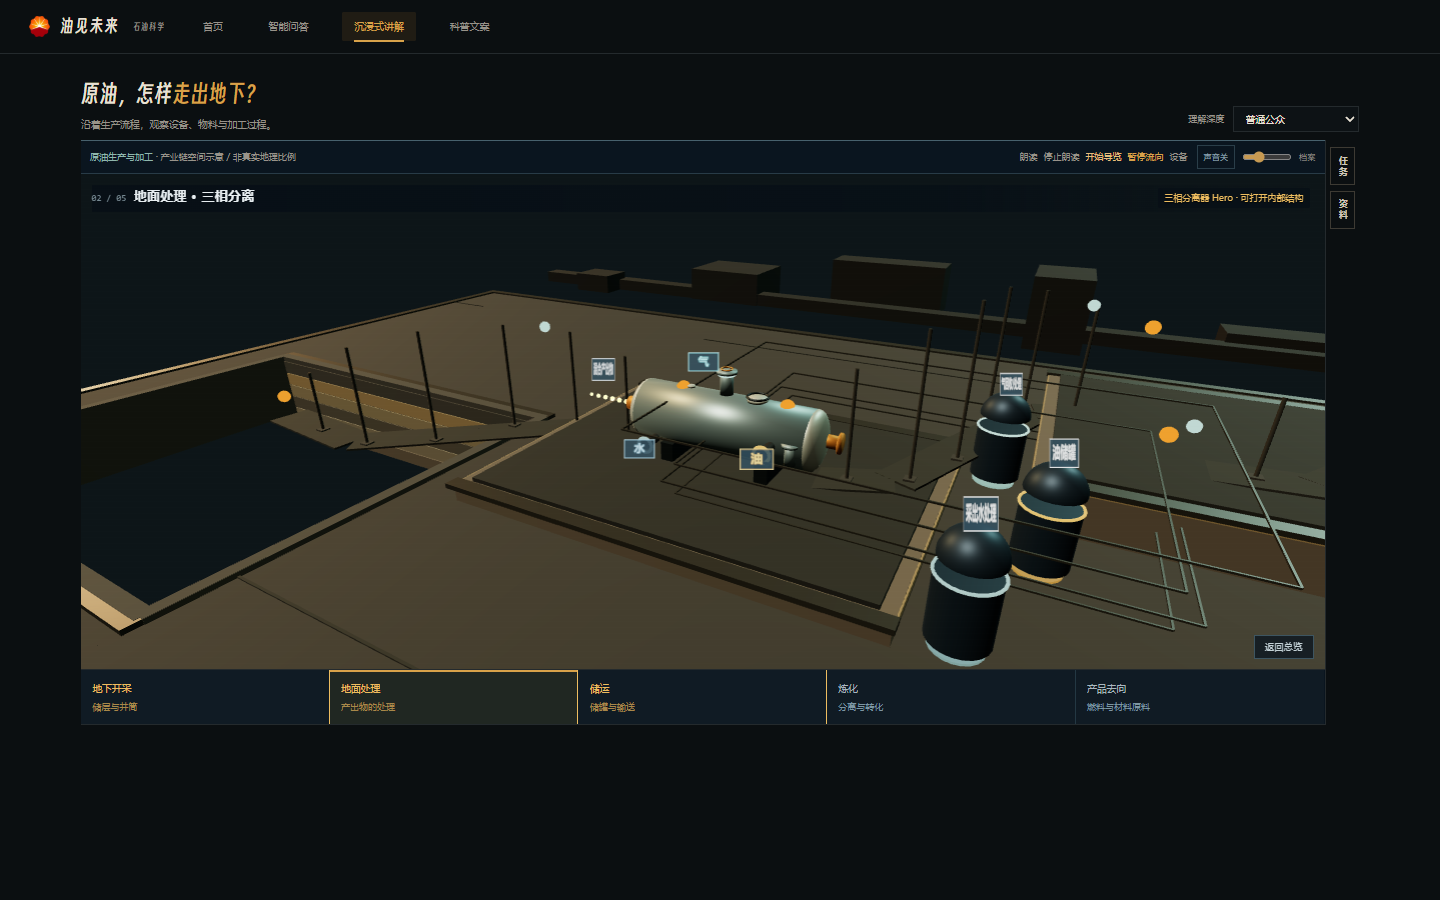 油见未来 石油科学 首页 智能问答 沉浸式讲解 科普文案
原油，怎样走出地下？
沿着生产流程，观察设备、物料与加工过程。
理解深度 普通公众
原油生产与加工 · 产业链空间示意 / 非真实地理比例
朗读 停止朗读 开始导览 暂停流向 设备 声音关 档案
任务
资料
02 / 05 地面处理 • 三相分离
三相分离器 Hero · 可打开内部结构
气
水
油
油储罐
采出水处理
返回总览
地下开采
储层与井筒
地面处理
产出物的处理
储运
储罐与输送
炼化
分离与转化
产品去向
燃料与材料原料